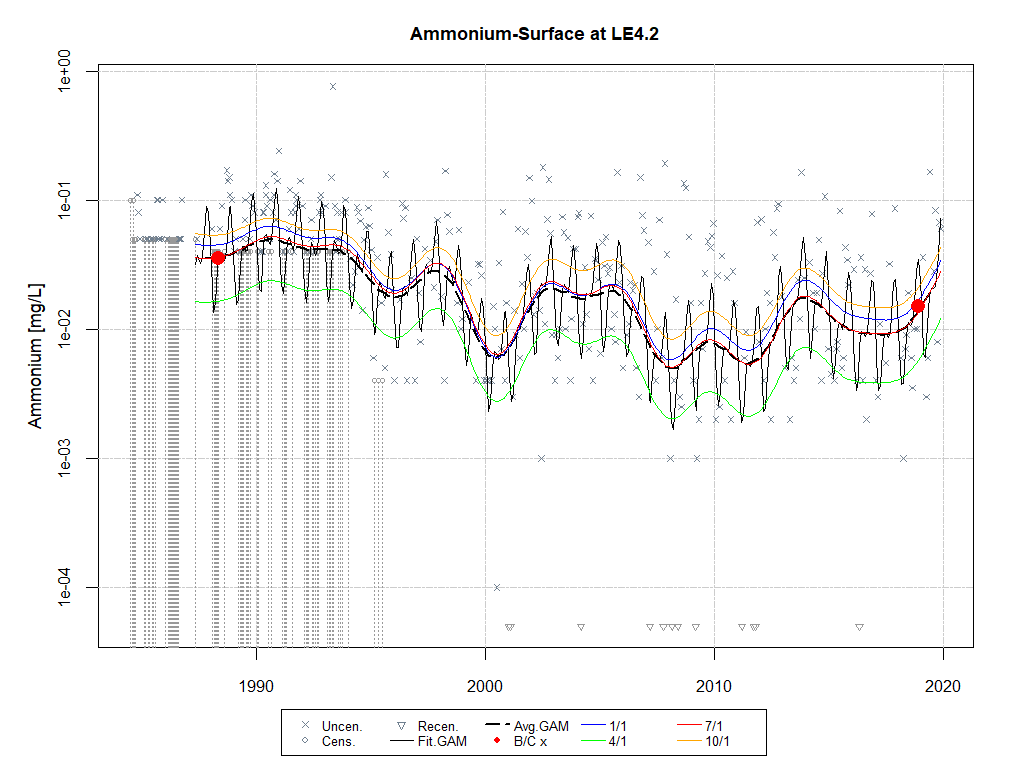 Ammonium-Surface at LE4.2
Ammonium [mg/L]
1e+00
1e-01
1e-02
1e-03
1e-04
1990 2000 2010 2020
Uncen. Recen. Avg.GAM 1/1 7/1
Cens. Fit.GAM B/C x 4/1 10/1